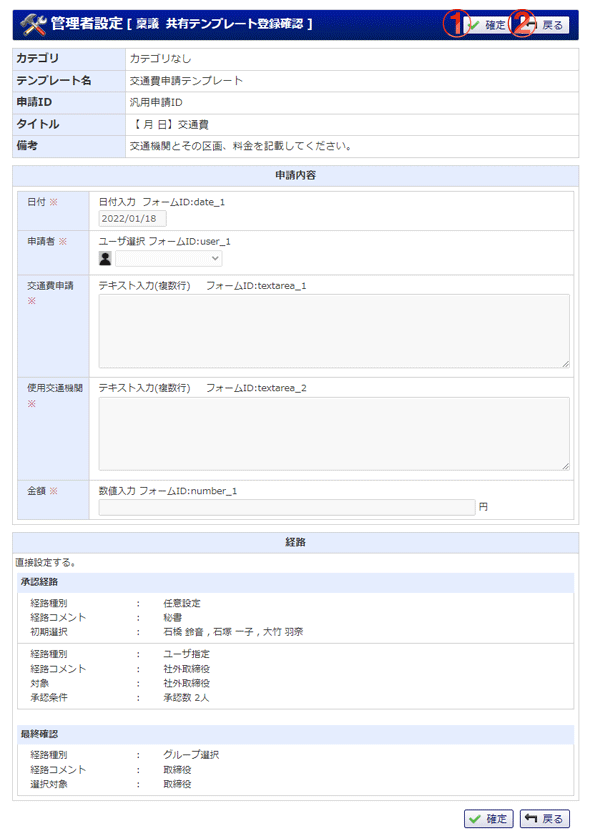 管理者設定 [ 稟議 共有テンプレート登録確認 ] ① 確定 ② 戻る
カテゴリ カテゴリなし
テンプレート名 交通費申請テンプレート
申請ID 汎用申請ID
タイトル 【 月 日】交通費
備考 交通機関とその区画、料金を記載してください。
申請内容
日付 ※ 日付入力 フォームID:date_1
2022/01/18
申請者 ※ ユーザ選択 フォームID:user_1
交通費申請 テキスト入力(複数行) フォームID:textarea_1
※
使用交通機関 テキスト入力(複数行) フォームID:textarea_2
※
金額 ※ 数値入力 フォームID:number_1
円
経路
直接設定する。
承認経路
経路種別 : 任意設定
経路コメント : 秘書
初期選択 : 石橋 鈴音 , 石塚 一子 , 大竹 羽奈
経路種別 : ユーザ指定
経路コメント : 社外取締役
対象 : 社外取締役
承認条件 : 承認数 2人
最終確認
経路種別 : グループ選択
経路コメント : 取締役
選択対象 : 取締役
確定 戻る